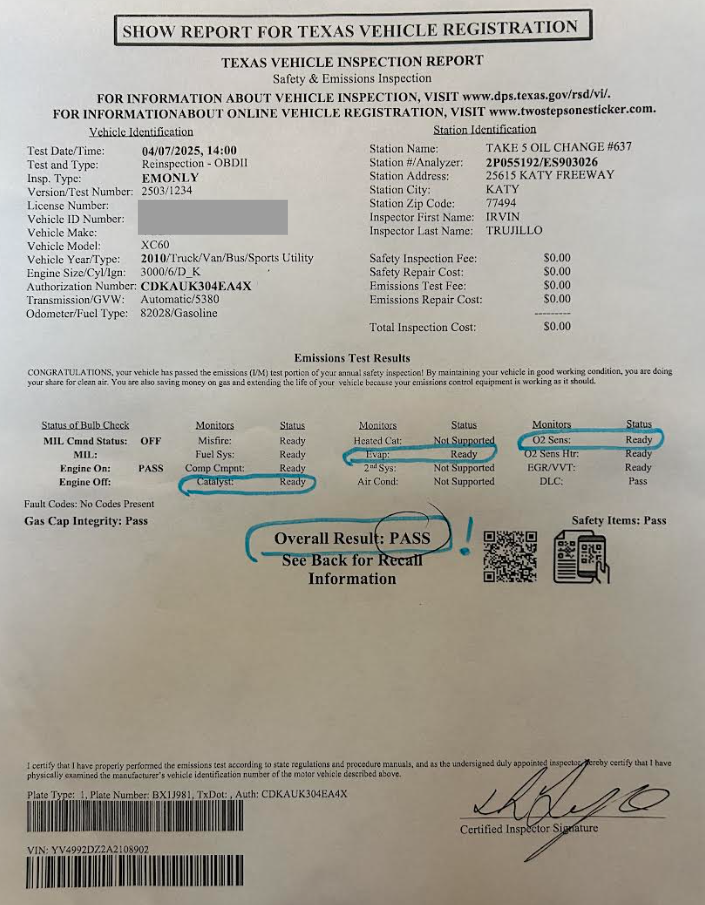 SHOW REPORT FOR TEXAS VEHICLE REGISTRATION
TEXAS VEHICLE INSPECTION REPORT
Safety & Emissions Inspection
FOR INFORMATION ABOUT VEHICLE INSPECTION, VISIT www.dps.texas.gov/rsd/vi/.
FOR INFORMATIONABOUT ONLINE VEHICLE REGISTRATION, VISIT www.twostepsonesticker.com.
Vehicle Identification
Test Date/Time: 04/07/2025, 14:00
Test and Type: Reinspection - OBDII
Insp. Type: EMONLY
Version/Test Number: 2503/1234
License Number:
Vehicle ID Number:
Vehicle Make:
Vehicle Model: XC60
Vehicle Year/Type: 2010/Truck/Van/Bus/Sports Utility
Engine Size/Cyl/Ign: 3000/6/D_K
Authorization Number: CDKAUK304EA4X
Transmission/GVW: Automatic/5380
Odometer/Fuel Type: 82028/Gasoline
Station Identification
Station Name: TAKE 5 OIL CHANGE #637
Station #/Analyzer: 2P055192/ES903026
Station Address: 25615 KATY FREEWAY
Station City: KATY
Station Zip Code: 77494
Inspector First Name: IRVIN
Inspector Last Name: TRUJILLO
Safety Inspection Fee: $0.00
Safety Repair Cost: $0.00
Emissions Test Fee: $0.00
Emissions Repair Cost: $0.00
---------
Total Inspection Cost: $0.00
Emissions Test Results
CONGRATULATIONS, your vehicle has passed the emissions (I/M) test portion of your annual safety inspection! By maintaining your vehicle in good working condition, you are doing
your share for clean air. You are also saving money on gas and extending the life of your vehicle because your emissions control equipment is working as it should.
Status of Bulb Check Monitors Status Monitors Status Monitors Status
MIL Cmnd Status: OFF Misfire: Ready Heated Cat: Not Supported O2 Sens: Ready
MIL: Fuel Sys: Ready Evap: Ready O2 Sens Htr: Ready
Engine On: PASS Comp Cmpnt: Ready 2nd Sys: Not Supported EGR/VVT: Ready
Engine Off: Catalyst: Ready Air Cond: Not Supported DLC: Pass
Fault Codes: No Codes Present
Gas Cap Integrity: Pass
Safety Items: Pass
Overall Result: PASS !
See Back for Recall
Information
I certify that I have properly performed the emissions test according to state regulations and procedure manuals, and as the undersigned duly appointed inspector hereby certify that I have
physically examined the manufacturer's vehicle identification number of the motor vehicle described above.
Plate Type: 1, Plate Number: BX1J981, TxDot: , Auth: CDKAUK304EA4X
Certified Inspector Signature
VIN: YV4992DZ2A2108902